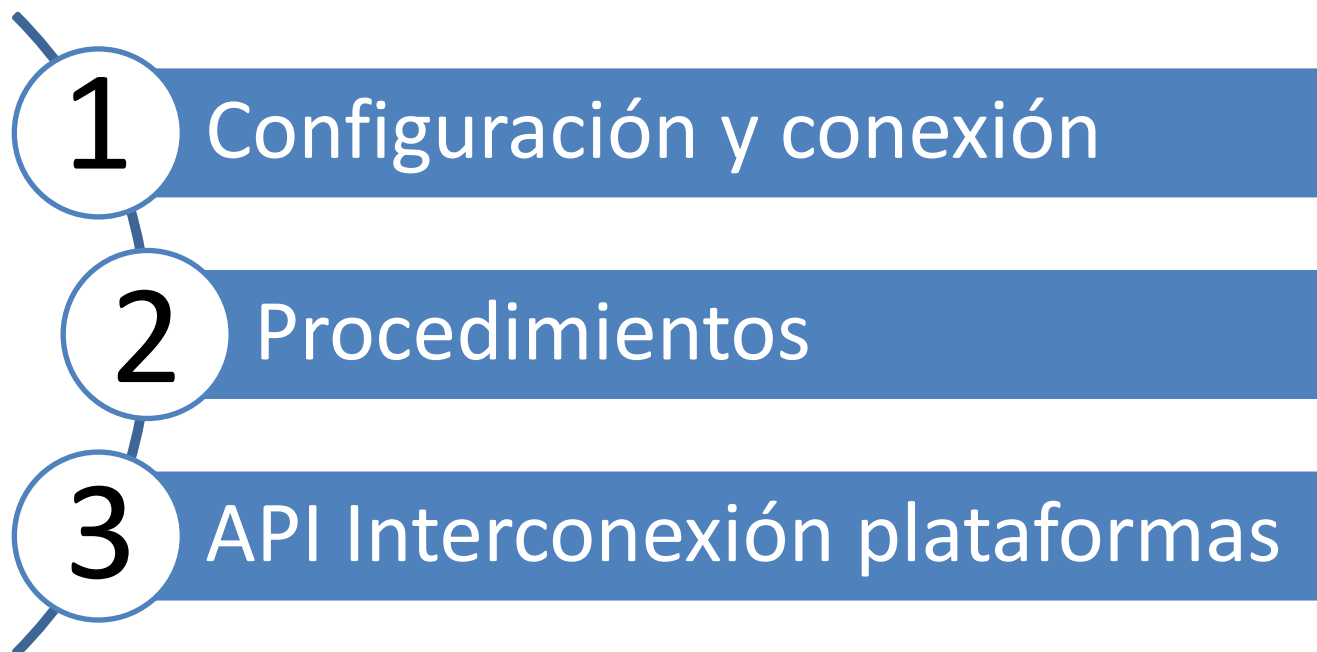 1 Configuración y conexión
2 Procedimientos
3 API Interconexión plataformas